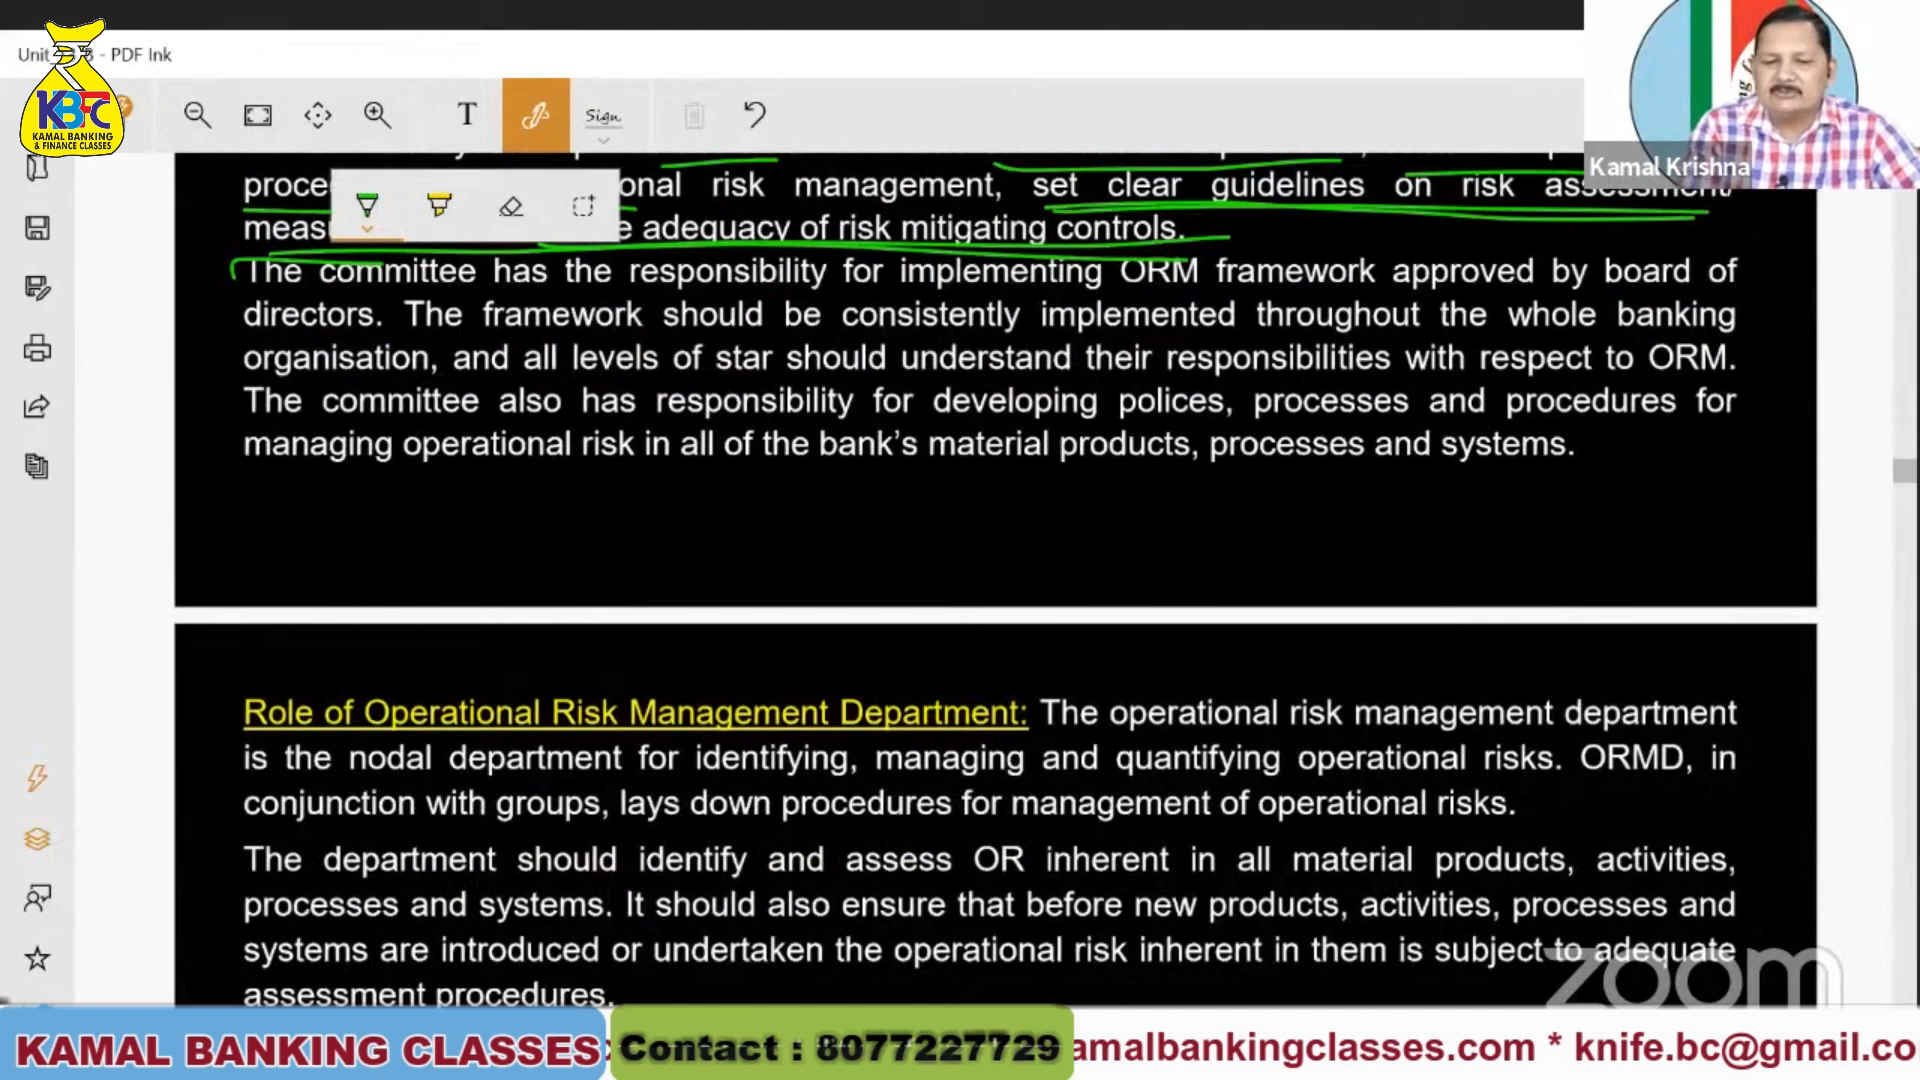 Unit
- PDF Ink
KBFC
KAMAL BANKING
& FINANCE CLASSES
T
Sign
Kamal Krishna
proce
onal risk management, set clear guidelines on risk assessment
meas
e adequacy of risk mitigating controls.
The committee has the responsibility for implementing ORM framework approved by board of
directors. The framework should be consistently implemented throughout the whole banking
organisation, and all levels of star should understand their responsibilities with respect to ORM.
The committee also has responsibility for developing polices, processes and procedures for
managing operational risk in all of the bank’s material products, processes and systems.
Role of Operational Risk Management Department: The operational risk management department
is the nodal department for identifying, managing and quantifying operational risks. ORMD, in
conjunction with groups, lays down procedures for management of operational risks.
The department should identify and assess OR inherent in all material products, activities,
processes and systems. It should also ensure that before new products, activities, processes and
systems are introduced or undertaken the operational risk inherent in them is subject to adequate
assessment procedures.
zoom
KAMAL BANKING CLASSES
Contact : 8077227729
amalbankingclasses.com * knife.bc@gmail.co